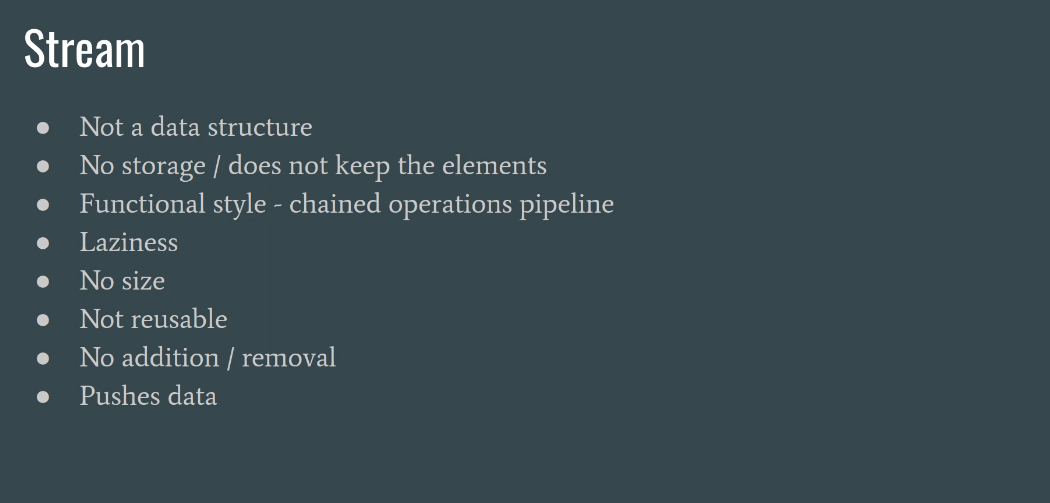 Stream
● Not a data structure
● No storage / does not keep the elements
● Functional style - chained operations pipeline
● Laziness
● No size
● Not reusable
● No addition / removal
● Pushes data